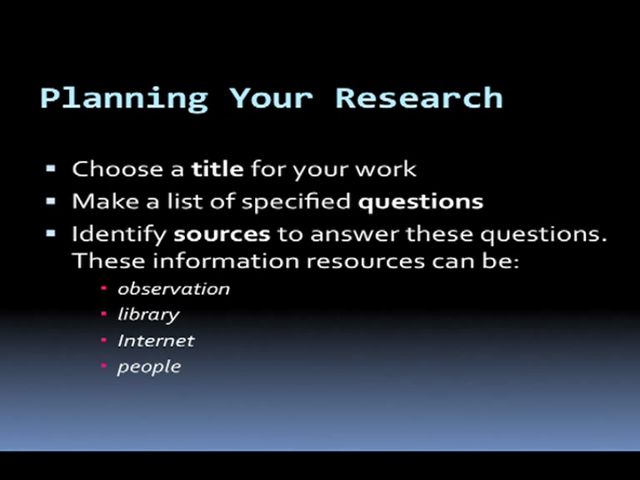 Planning Your Research
Choose a title for your work
Make a list of specified questions
Identify sources to answer these questions.
These information resources can be:
observation
library
Internet
people